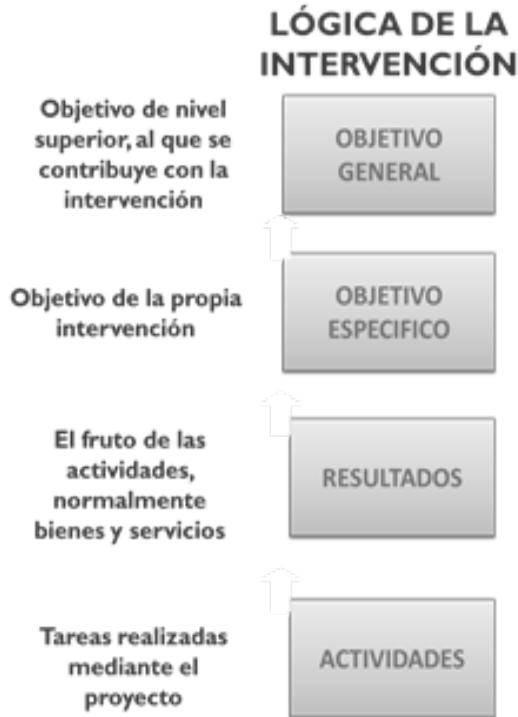 LÓGICA DE LA
INTERVENCIÓN
Objetivo de nivel
superior, al que se
contribuye con la
intervención
OBJETIVO
GENERAL
Objetivo de la propia
intervención
OBJETIVO
ESPECIFICO
El fruto de las
actividades,
normalmente
bienes y servicios
RESULTADOS
Tareas realizadas
mediante el
proyecto
ACTIVIDADES